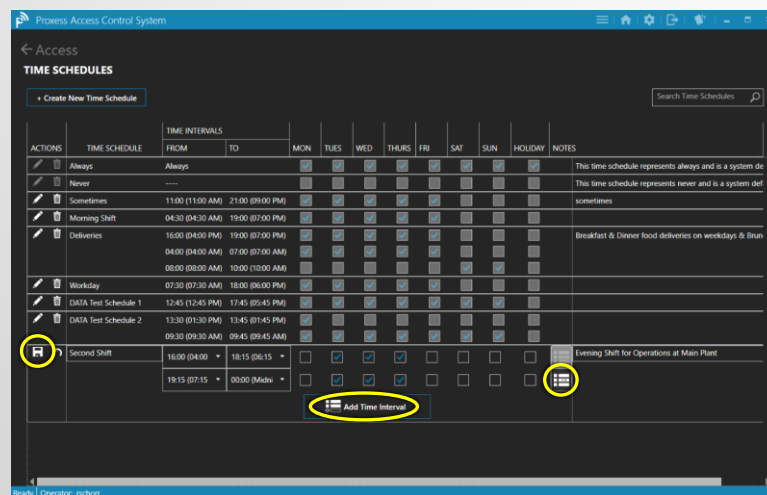 Proxess Access Control System
Access
TIME SCHEDULES
+ Create New Time Schedule
Search Time Schedules
TIME INTERVALS
ACTIONS TIME SCHEDULE FROM TO MON TUES WED THURS FRI SAT SUN HOLIDAY NOTES
Always Always This time schedule represents always and is a system de
Never ---- This time schedule represents never and is a system def
Sometimes 11:00 (11:00 AM) 21:00 (09:00 PM) sometimes
Morning Shift 04:30 (04:30 AM) 19:00 (07:00 PM)
Deliveries 16:00 (04:00 PM) 19:00 (07:00 PM) Breakfast & Dinner food deliveries on weekdays & Brun
04:00 (04:00 AM) 07:00 (07:00 AM)
08:00 (08:00 AM) 10:00 (10:00 AM)
Workday 07:30 (07:30 AM) 18:00 (06:00 PM)
DATA Test Schedule 1 12:45 (12:45 PM) 17:45 (05:45 PM)
DATA Test Schedule 2 13:30 (01:30 PM) 13:45 (01:45 PM)
09:30 (09:30 AM) 09:45 (09:45 AM)
Second Shift 16:00 (04:00 18:15 (06:15 Evening Shift for Operations at Main Plant
19:15 (07:15 00:00 (Midni
Add Time Interval
Ready Operator: rschorr